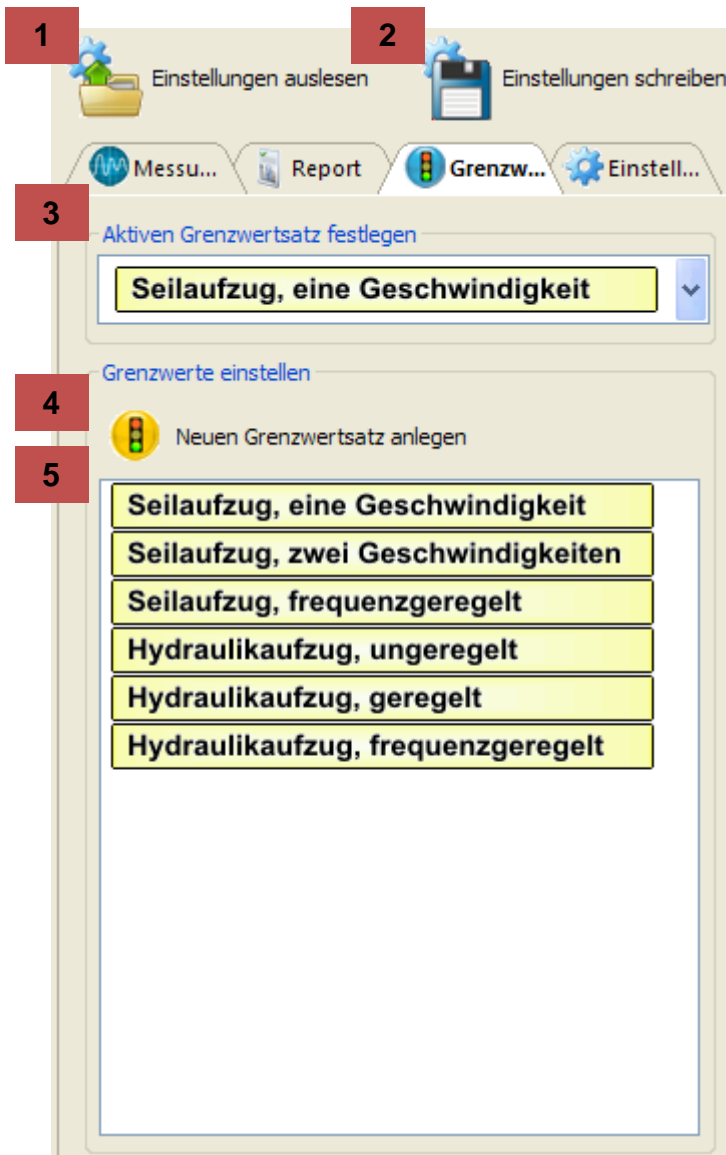 1
2
Einstellungen auslesen
Einstellungen schreiben
Messu...
Report
Grenzw...
Einstell...
3
Aktiven Grenzwertsatz festlegen
Seilaufzug, eine Geschwindigkeit
Grenzwerte einstellen
4
Neuen Grenzwertsatz anlegen
5
Seilaufzug, eine Geschwindigkeit
Seilaufzug, zwei Geschwindigkeiten
Seilaufzug, frequenzgeregelt
Hydraulikaufzug, ungeregelt
Hydraulikaufzug, geregelt
Hydraulikaufzug, frequenzgeregelt